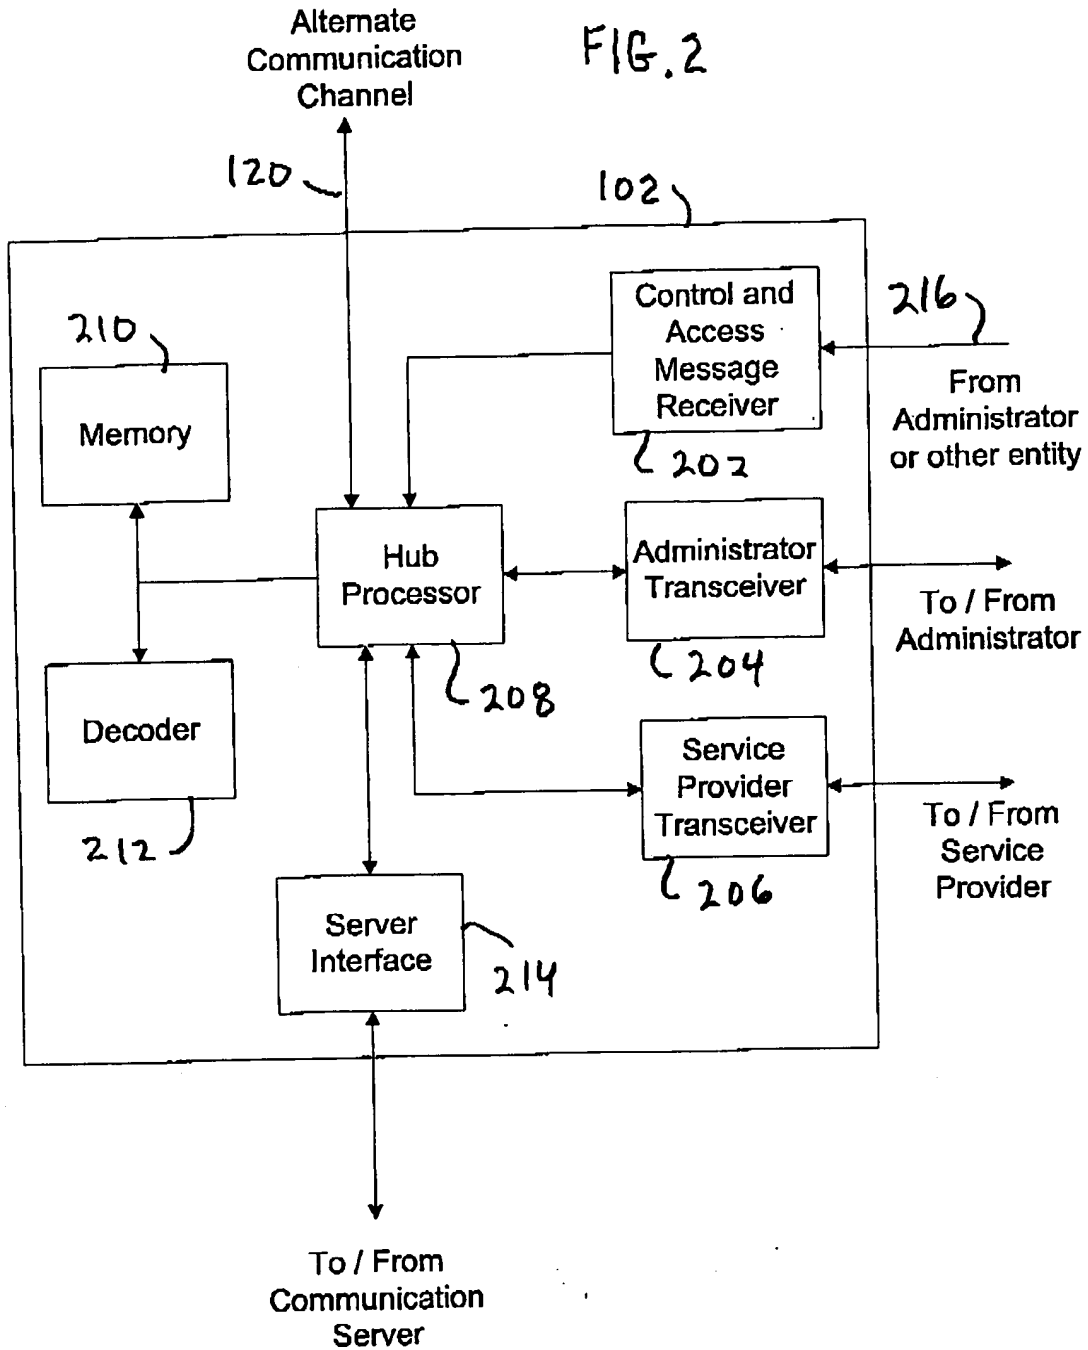 Alternate
Communication
Channel
FIG. 2
120
102
Control and
Access
Message
Receiver
216
From
Administrator
or other entity
210
Memory
202
Hub
Processor
Administrator
Transceiver
To / From
Administrator
204
208
Decoder
Service
Provider
Transceiver
To / From
Service
Provider
212
206
Server
Interface
214
To / From
Communication
Server